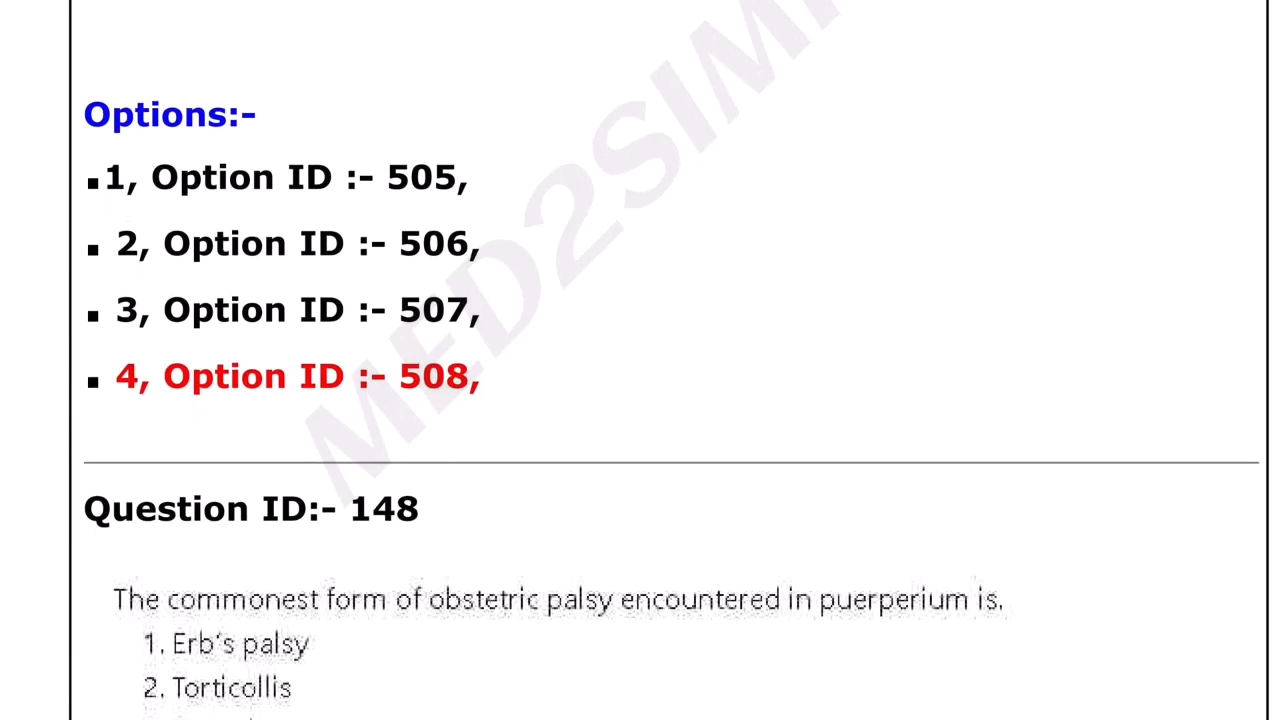 Options:-
▪1, Option ID :- 505,
▪ 2, Option ID :- 506,
▪ 3, Option ID :- 507,
▪ 4, Option ID :- 508,
Question ID:- 148
The commonest form of obstetric palsy encountered in puerperium is.
1. Erb's palsy
2. Torticollis